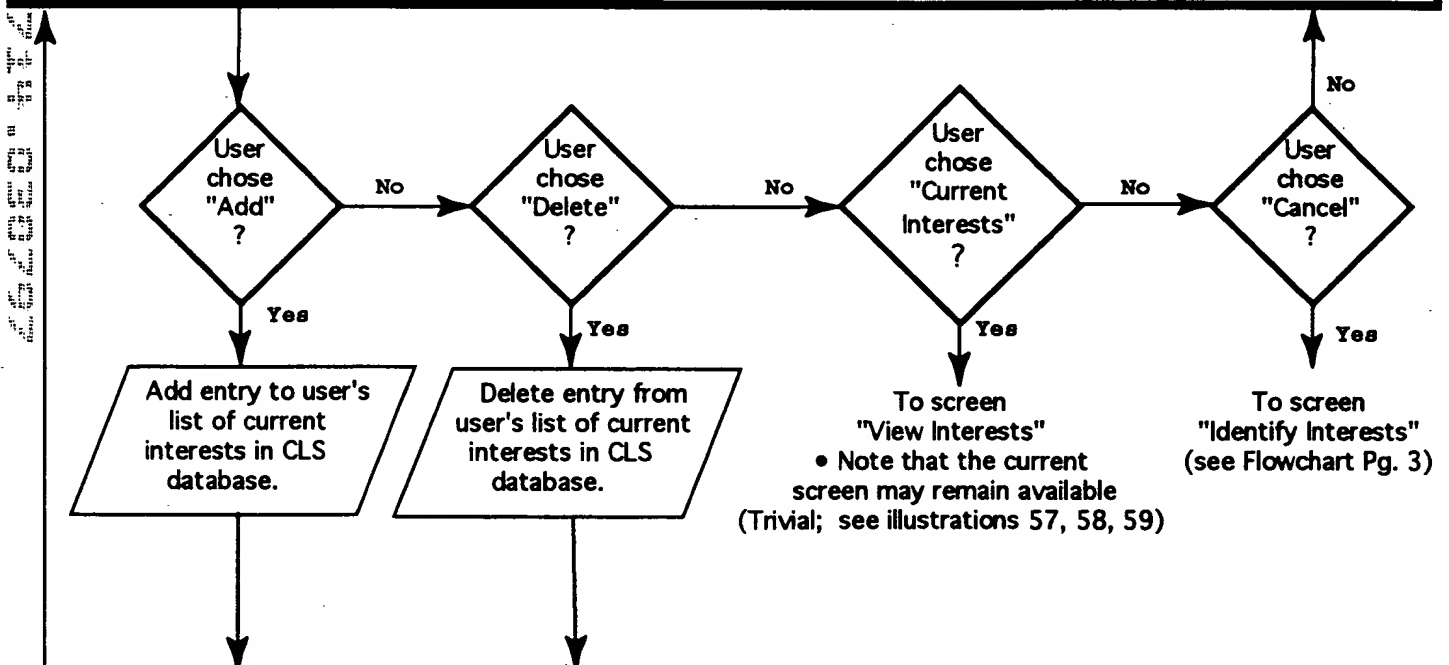 No
User
chose
"Add"
?
No
User
chose
"Delete"
?
No
User
chose
"Current
Interests"
?
No
User
chose
"Cancel"
?
Yes
Yes
Yes
Yes
Add entry to user's
list of current
interests in CLS
database.
Delete entry from
user's list of current
interests in CLS
database.
To screen
"View Interests"
• Note that the current
screen may remain available
(Trivial; see illustrations 57, 58, 59)
To screen
"Identify Interests"
(see Flowchart Pg. 3)